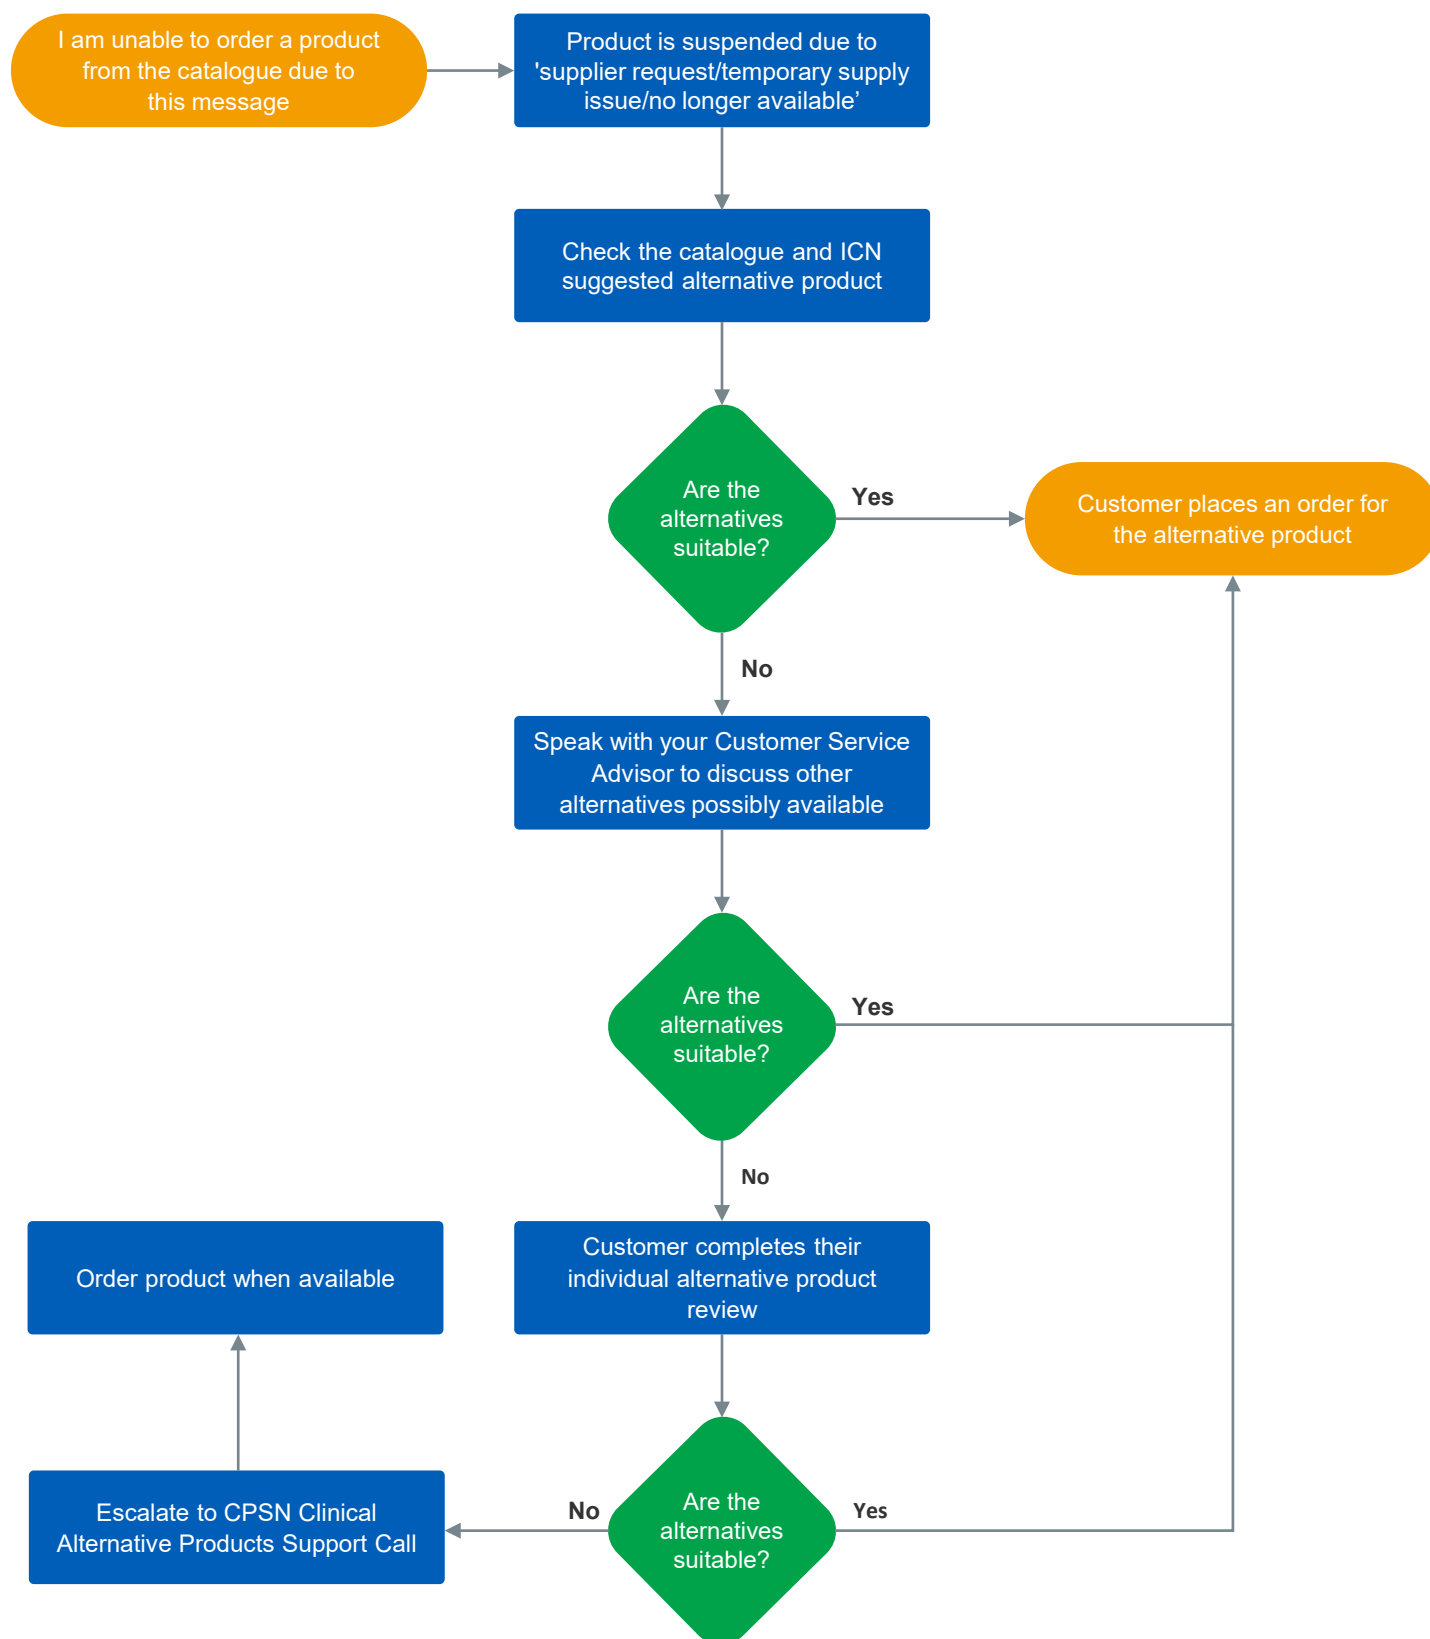 I am unable to order a product
from the catalogue due to
this message
Product is suspended due to
'supplier request/temporary supply
issue/no longer available’
Check the catalogue and ICN
suggested alternative product
Are the
alternatives
suitable?
Yes
Customer places an order for
the alternative product
No
Speak with your Customer Service
Advisor to discuss other
alternatives possibly available
Are the
alternatives
suitable?
Yes
No
Customer completes their
individual alternative product
review
Order product when available
Are the
alternatives
suitable?
Yes
No
Escalate to CPSN Clinical
Alternative Products Support Call